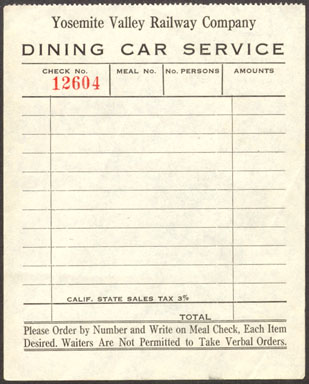 Yosemite Valley Railway Company
DINING CAR SERVICE
CHECK No. MEAL No. No. PERSONS AMOUNTS
12604
CALIF. STATE SALES TAX 3%
TOTAL
Please Order by Number and Write on Meal Check, Each Item
Desired. Waiters Are Not Permitted to Take Verbal Orders.